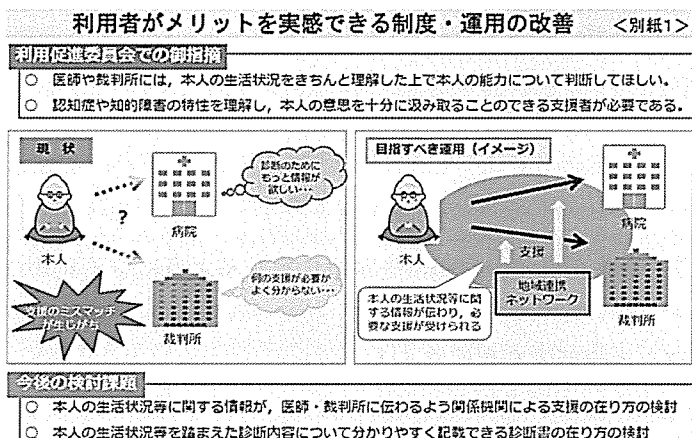 利用者がメリットを実感できる制度・運用の改善 <別紙1>
利用促進委員会での御指摘
○ 医師や裁判所には，本人の生活状況をきちんと理解した上で本人の能力について判断してほしい。
○ 認知症や知的障害の特性を理解し，本人の意思を十分に汲み取ることのできる支援者が必要である。
現 状
診断のために
もっと情報が
欲しい…
?
本人
病院
何の支援が必要か
よく分からない…
支援のミスマッチ
が生じがち
裁判所
目指すべき運用（イメージ）
病院
本人
支援
本人の生活状況等に関
する情報が伝わり，必
要な支援が受けられる
地域連携
ネットワーク
裁判所
今後の検討課題
○ 本人の生活状況等に関する情報が，医師・裁判所に伝わるよう関係機関による支援の在り方の検討
○ 本人の生活状況等を踏まえた診断内容について分かりやすく記載できる診断書の在り方の検討